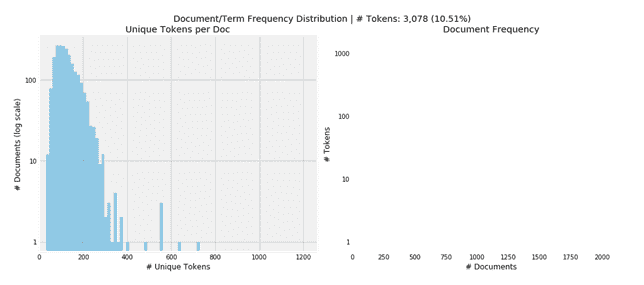 Document/Term Frequency Distribution | # Tokens: 3,078 (10.51%)
Unique Tokens per Doc
Document Frequency
# Documents (log scale)
100
10
1
0 200 400 600 800 1000 1200
# Unique Tokens
# Tokens
1000
100
10
1
0 250 500 750 1000 1250 1500 1750 2000
# Documents